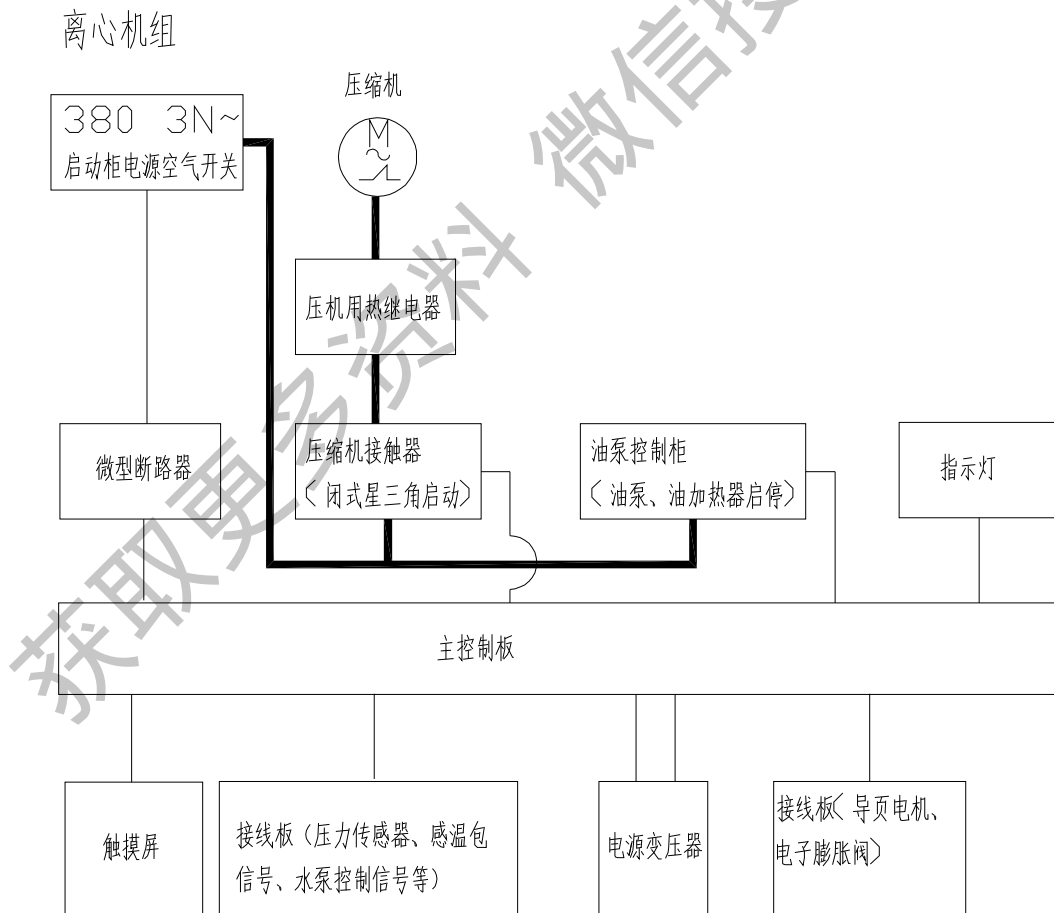 离心机组
压缩机
M
380 3N~
启动柜电源空气开关
压机用热继电器
微型断路器
压缩机接触器
（闭式星三角启动）
油泵控制柜
（油泵、油加热器启停）
指示灯
主控制板
触摸屏
接线板（压力传感器、感温包
信号、水泵控制信号等）
电源变压器
接线板（导页电机、
电子膨胀阀）
获取更多资料 微信搜